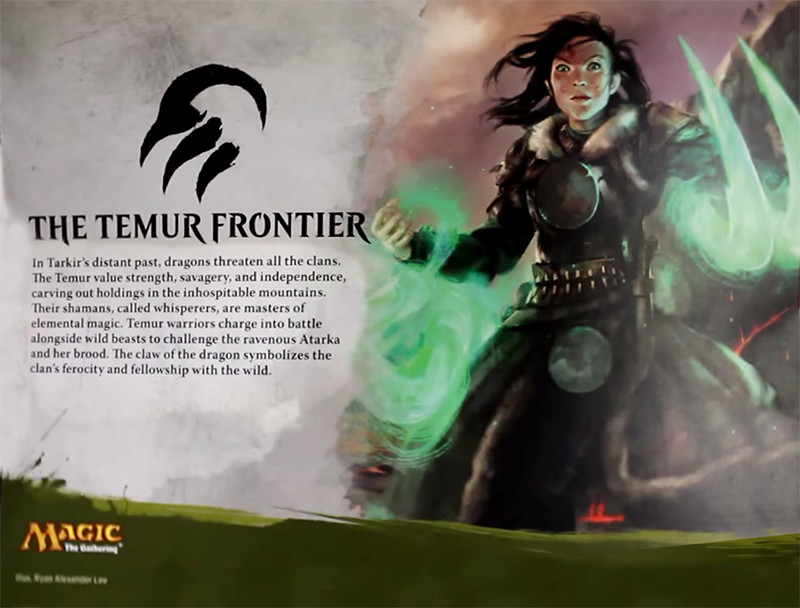 THE TEMUR FRONTIER
In Tarkir's distant past, dragons threaten all the clans.
The Temur value strength, savagery, and independence,
carving out holdings in the inhospitable mountains.
Their shamans, called whisperers, are masters of
elemental magic. Temur warriors charge into battle
alongside wild beasts to challenge the ravenous Atarka
and her brood. The claw of the dragon symbolizes the
clan's ferocity and fellowship with the wild.
MAGIC
The Gathering®
Illus. Ryan Alexander Lee